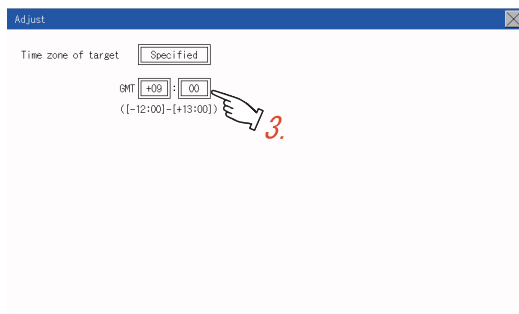 Adjust
Time zone of target Specified
GMT +09 : 00
([-12:00]-[+13:00])
3.